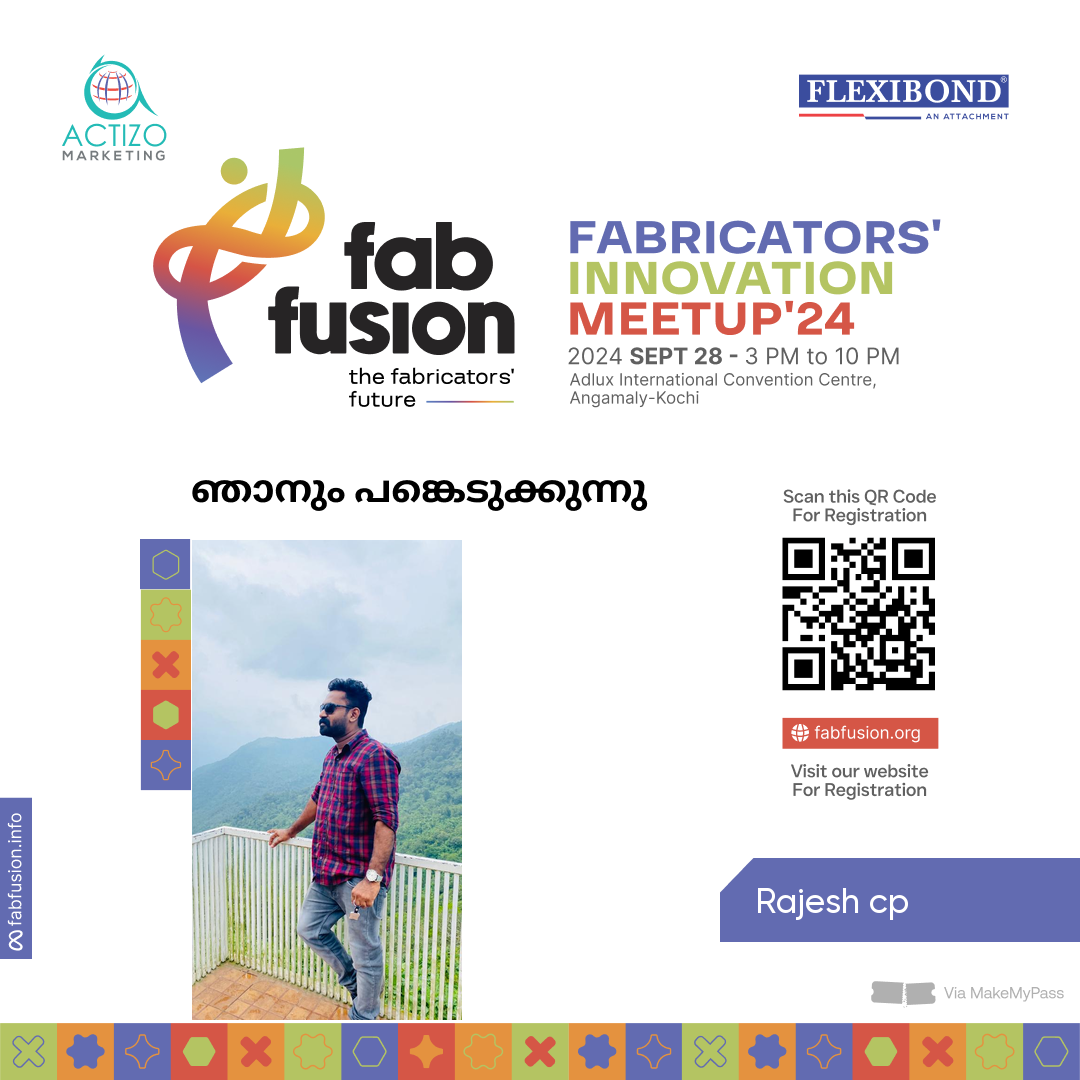 ACTIZO
MARKETING
FLEXIBOND®
AN ATTACHMENT
fab
fusion
the fabricators'
future
FABRICATORS'
INNOVATION
MEETUP'24
2024 SEPT 28 - 3 PM to 10 PM
Adlux International Convention Centre,
Angamaly-Kochi
ഞാനും പങ്കെടുക്കുന്നു
Scan this QR Code
For Registration
fabfusion.org
Visit our website
For Registration
fabfusion.info
Rajesh cp
Via MakeMyPass